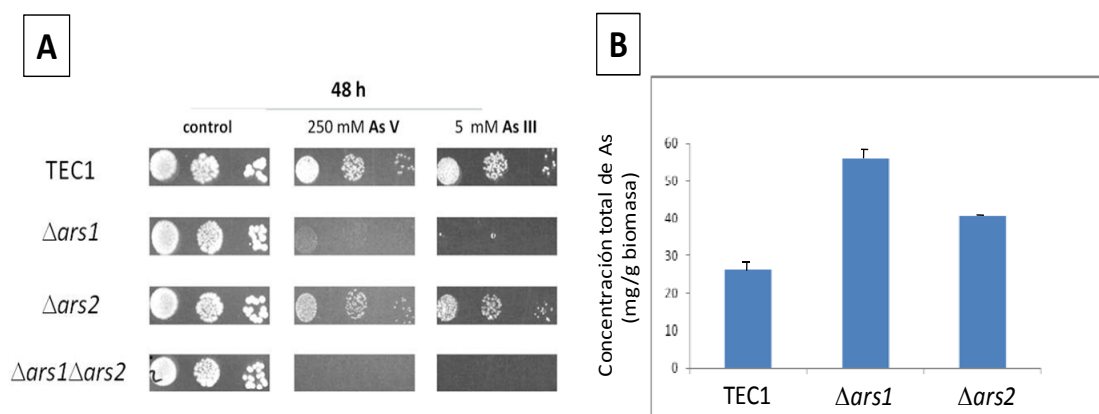 A
48 h
control 250 mM As V 5 mM As III
TEC1
Δars1
Δars2
Δars1Δars2
B
Concentración total de As
(mg/g biomasa)
60
50
40
30
20
10
0
TEC1 Δars1 Δars2